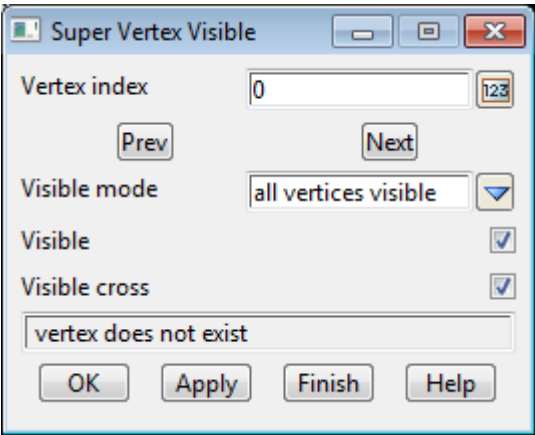 Super Vertex Visible
Vertex index 0 123
Prev Next
Visible mode all vertices visible
Visible
Visible cross
vertex does not exist
OK Apply Finish Help